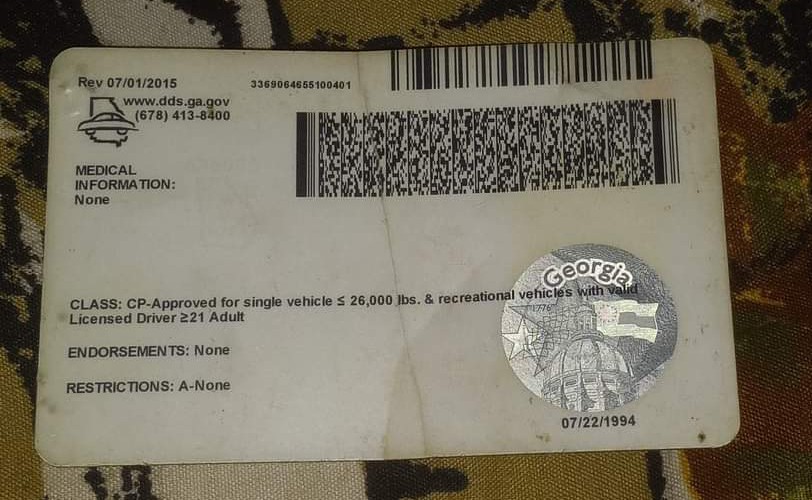 Rev 07/01/2015
3369064655100401
www.dds.ga.gov
(678) 413-8400
MEDICAL
INFORMATION:
None
Georgia
1776
CLASS: CP-Approved for single vehicle ≤ 26,000 lbs. & recreational vehicles with valid
Licensed Driver ≥21 Adult
ENDORSEMENTS: None
RESTRICTIONS: A-None
07/22/1994